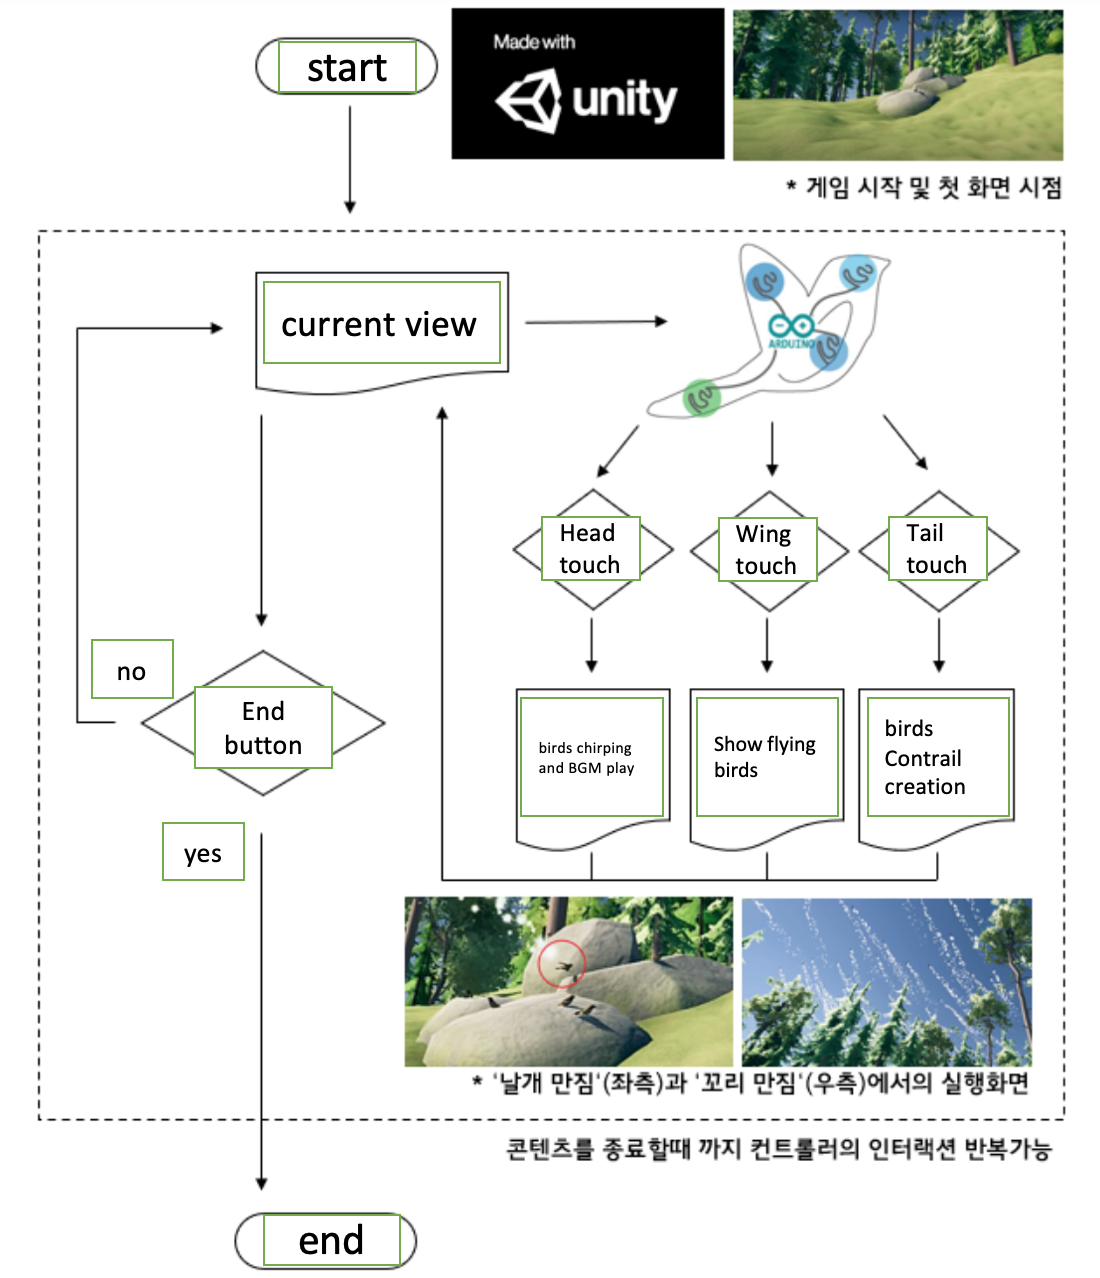 start
Made with
unity
* 게임 시작 및 첫 화면 시점
current view
ARDUINO
Head
touch
Wing
touch
Tail
touch
no
End
button
birds chirping
and BGM play
Show flying
birds
birds
Contrail
creation
yes
* '날개 만짐'(좌측)과 '꼬리 만짐'(우측)에서의 실행화면
콘텐츠를 종료할때 까지 컨트롤러의 인터랙션 반복가능
end